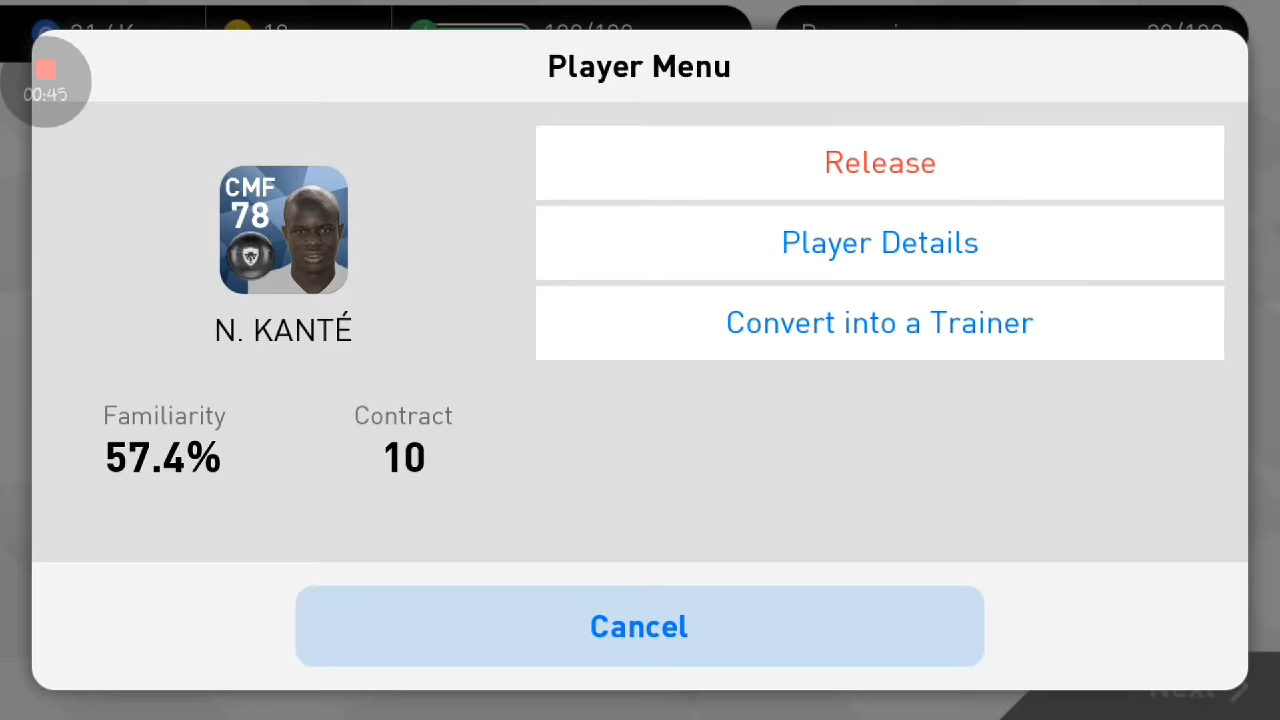 Player Menu
00:45
Release
CMF
78
Player Details
N. KANTÉ
Convert into a Trainer
Familiarity
Contract
57.4%
10
Cancel
Next